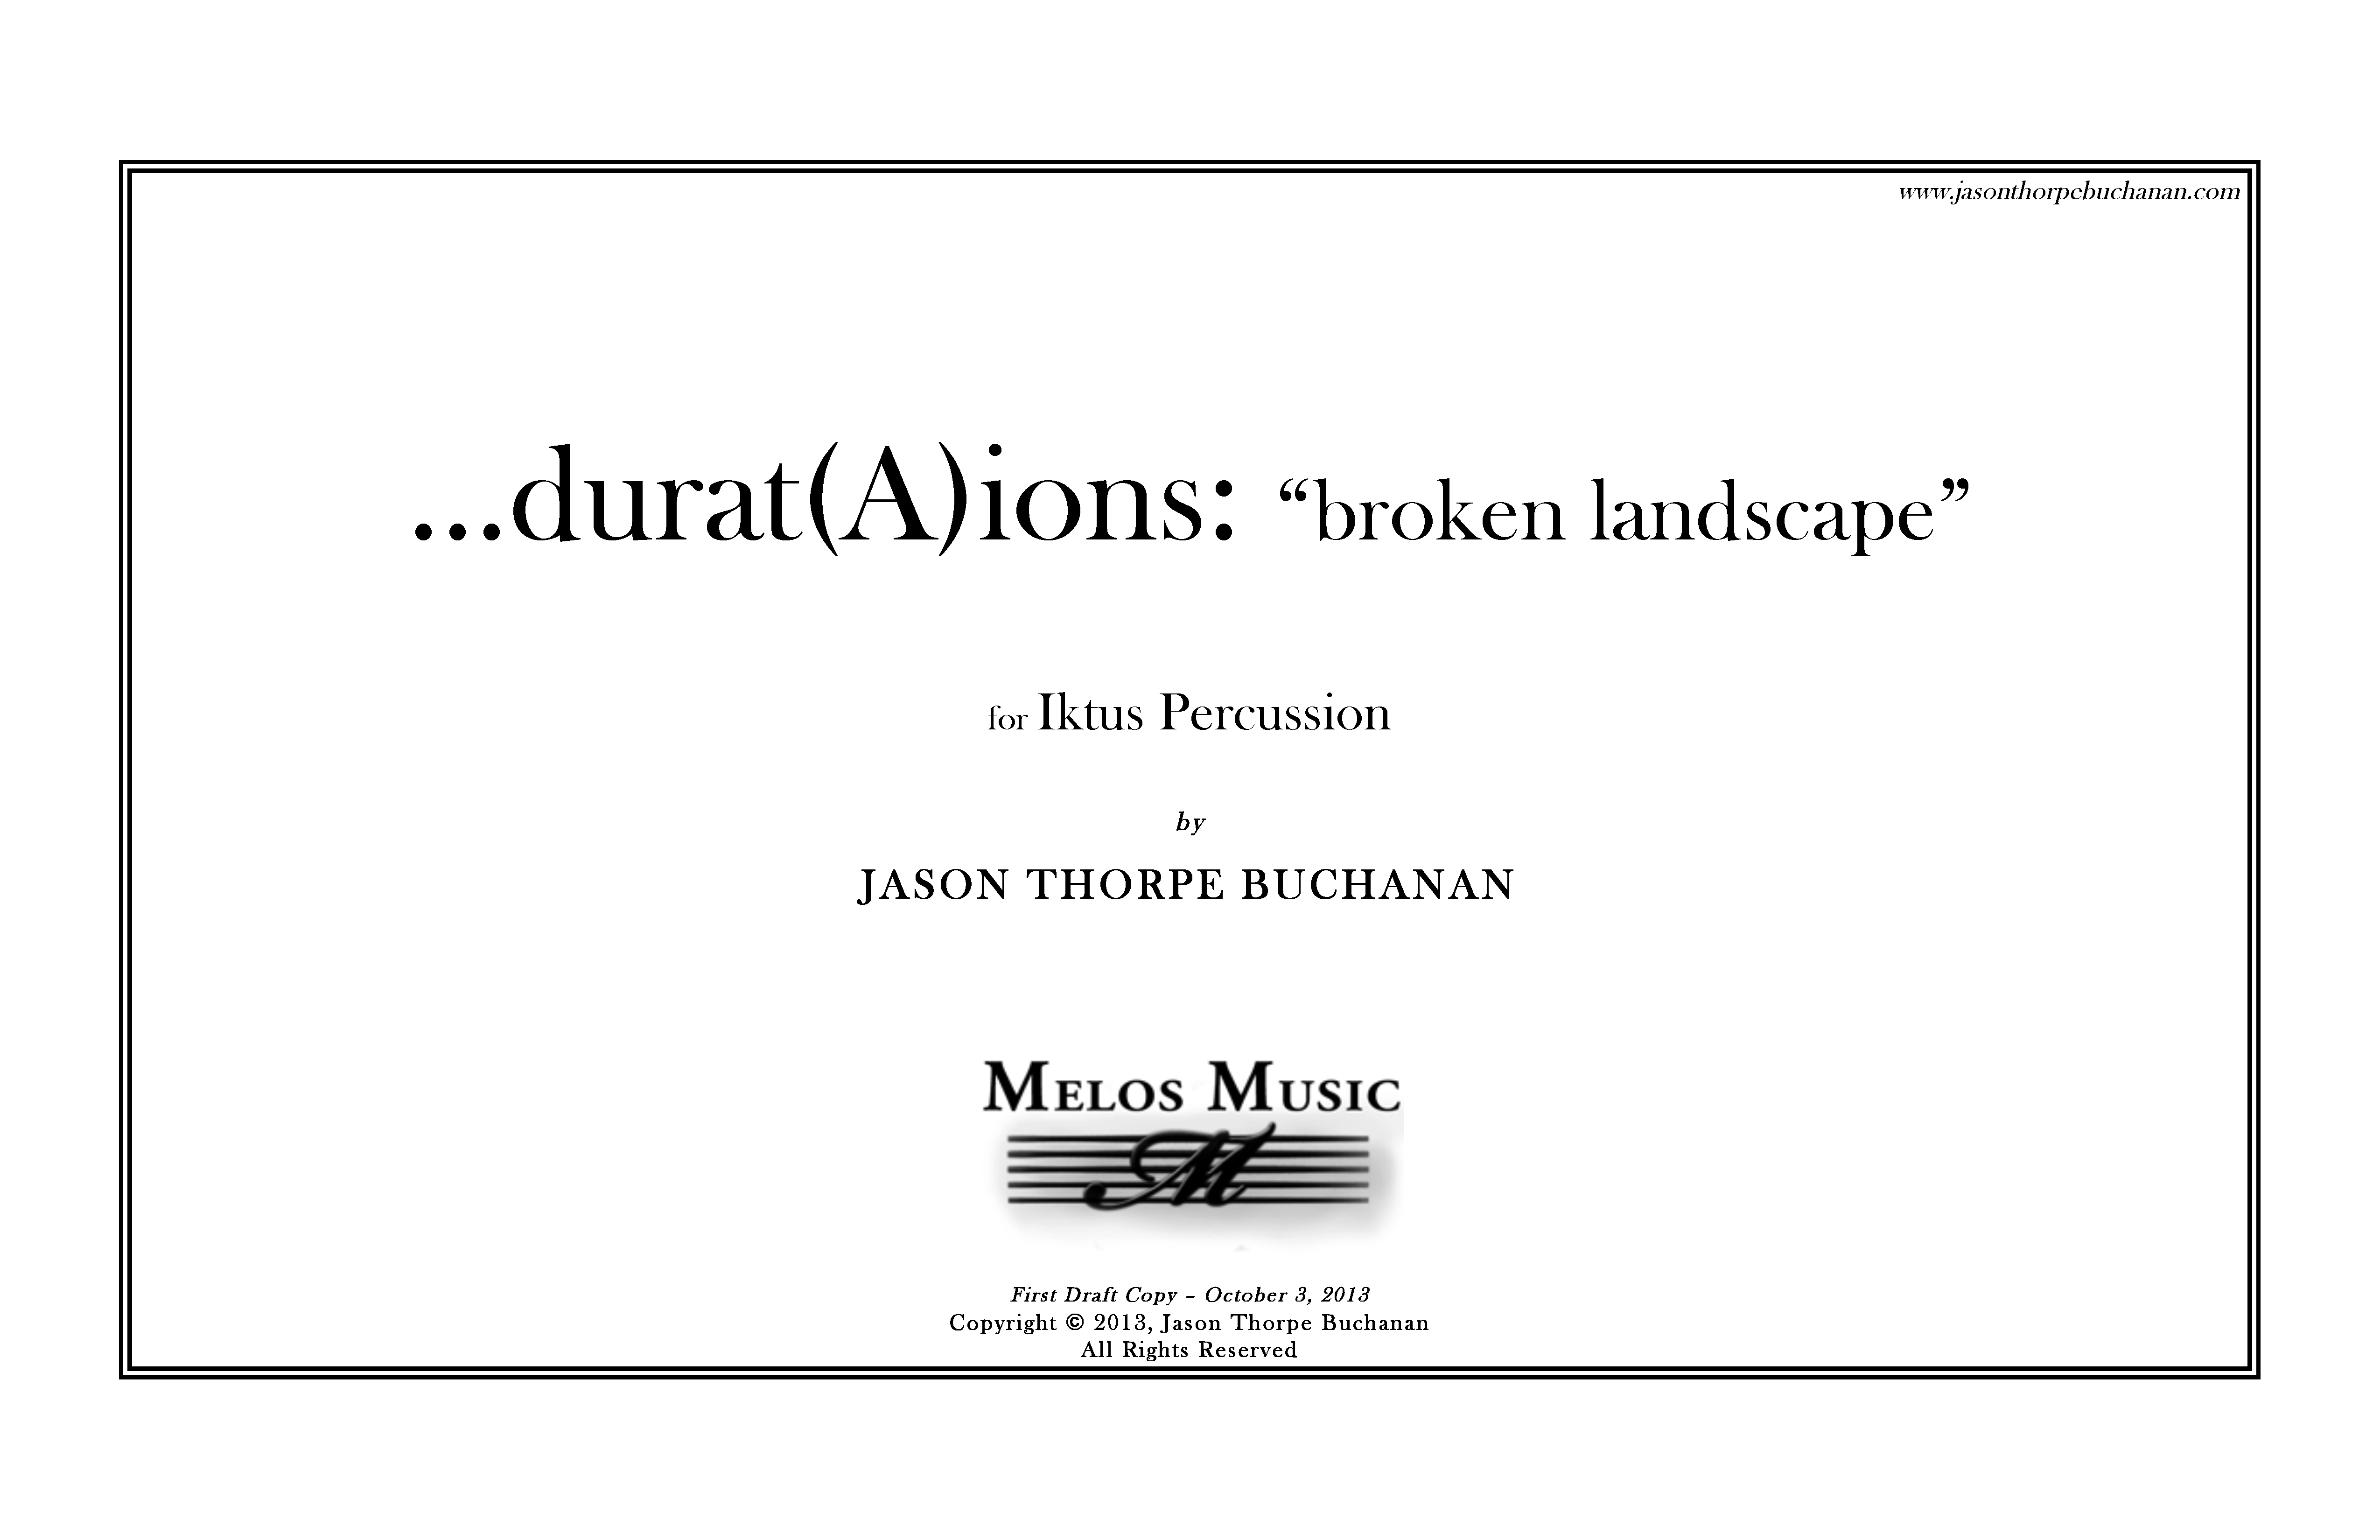 www.jasonthorpebuchanan.com
...durat(A)ions: “broken landscape”
for Iktus Percussion
by
JASON THORPE BUCHANAN
MELOS MUSIC
M
First Draft Copy – October 3, 2013
Copyright © 2013, Jason Thorpe Buchanan
All Rights Reserved